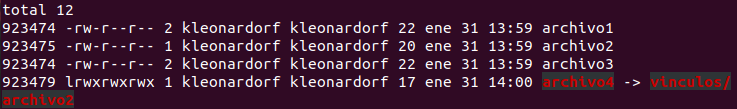 total 12
923474 -rw-r--r-- 2 kleonardorf kleonardorf 22 ene 31 13:59 archivo1
923475 -rw-r--r-- 1 kleonardorf kleonardorf 20 ene 31 13:59 archivo2
923474 -rw-r--r-- 2 kleonardorf kleonardorf 22 ene 31 13:59 archivo3
923479 lrwxrwxrwx 1 kleonardorf kleonardorf 17 ene 31 14:00 archivo4 -> vinculos/
archivo2